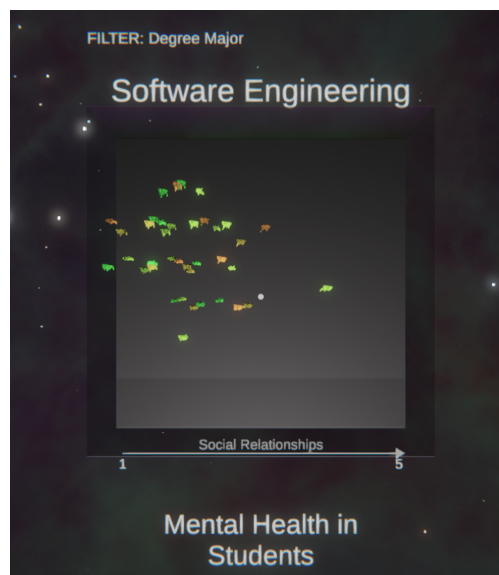 FILTER: Degree Major
Software Engineering
Social Relationships
1 5
Mental Health in
Students